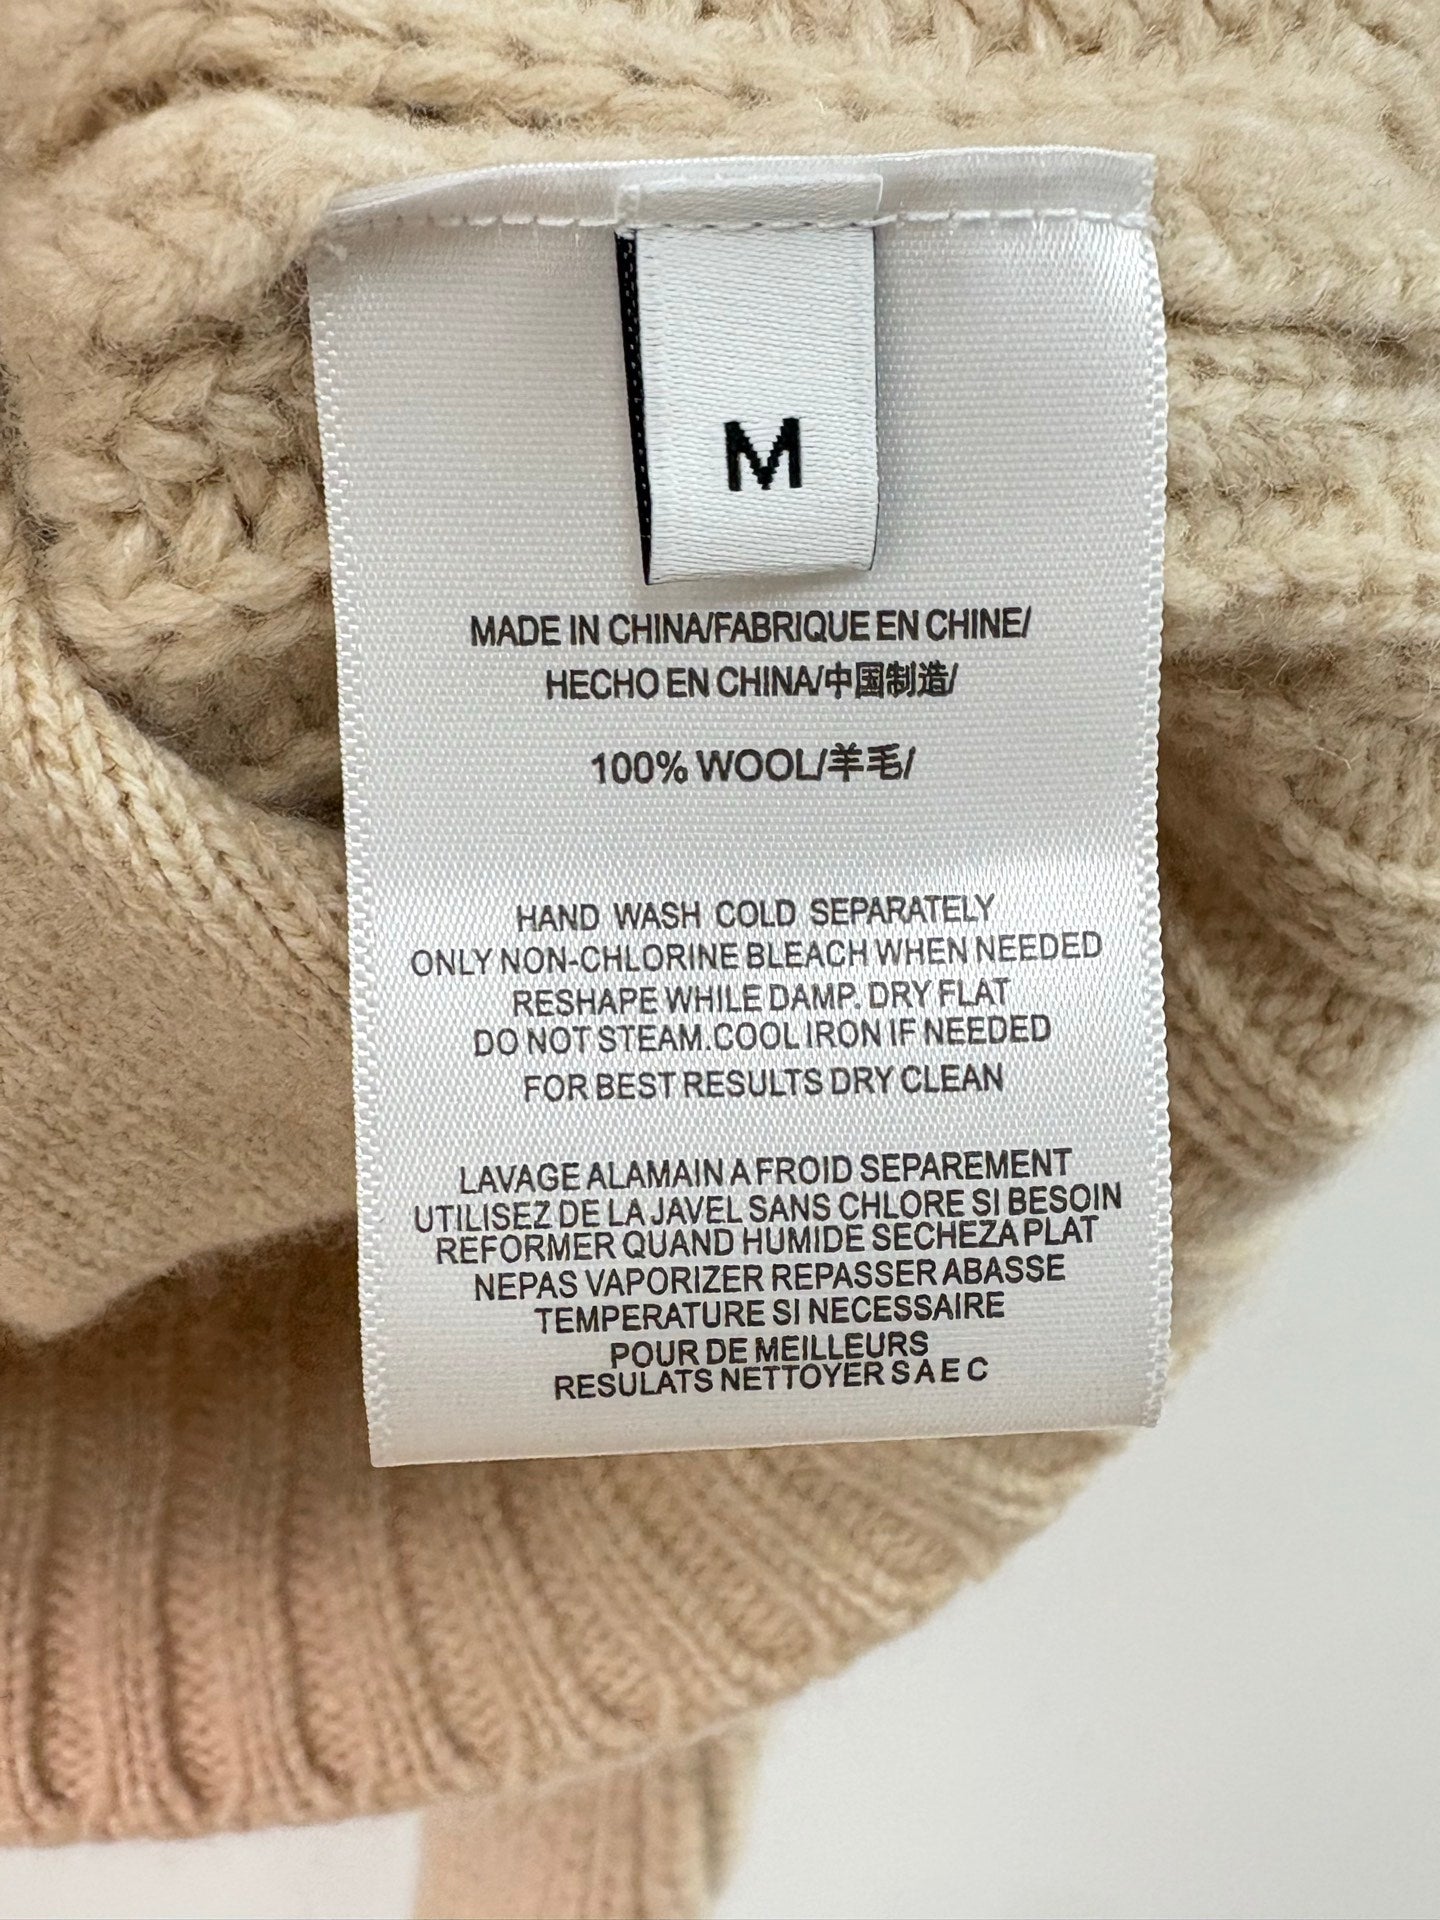 M
MADE IN CHINA/FABRIQUE EN CHINE/
HECHO EN CHINA/中国制造/
100% WOOL/羊毛/
HAND WASH COLD SEPARATELY
ONLY NON-CHLORINE BLEACH WHEN NEEDED
RESHAPE WHILE DAMP. DRY FLAT
DO NOT STEAM.COOL IRON IF NEEDED
FOR BEST RESULTS DRY CLEAN
LAVAGE ALAMAIN A FROID SEPAREMENT
UTILISEZ DE LA JAVEL SANS CHLORE SI BESOIN
REFORMER QUAND HUMIDE SECHEZA PLAT
NEPAS VAPORIZER REPASSER ABASSE
TEMPERATURE SI NECESSAIRE
POUR DE MEILLEURS
RESULATS NETTOYER S A E C